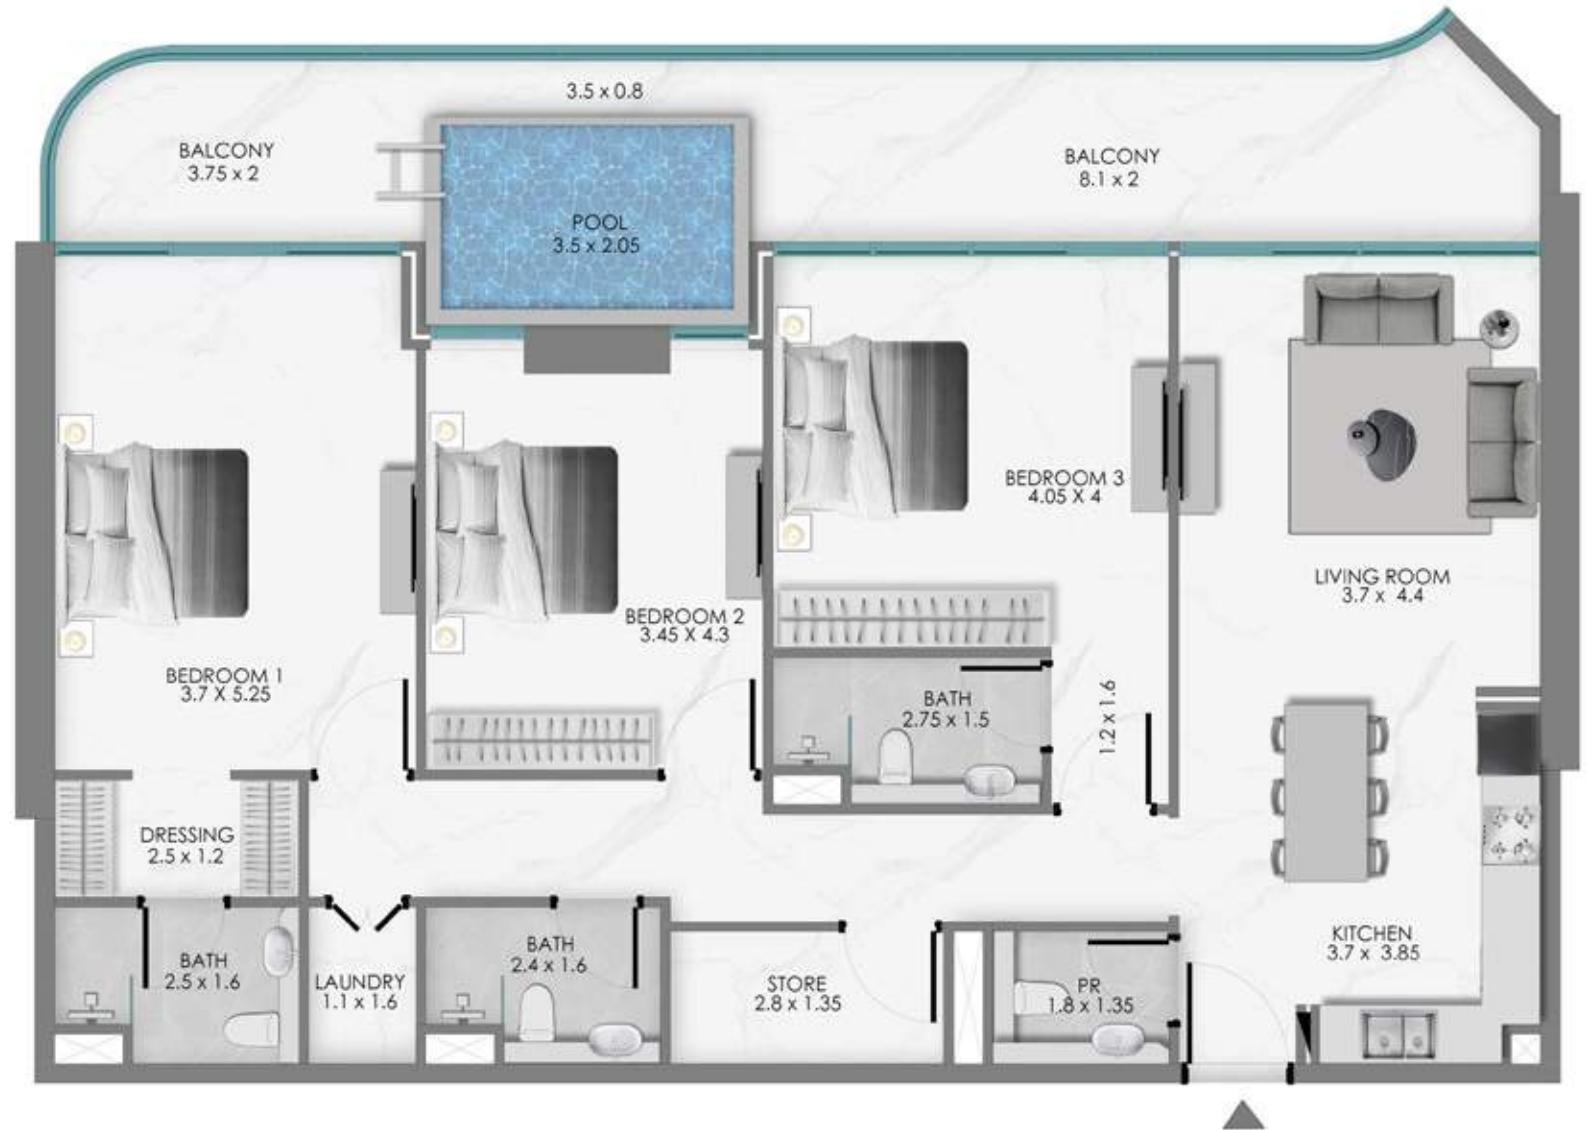 3.5 x 0.8
BALCONY
3.75 x 2
BALCONY
8.1 x 2
POOL
3.5 x 2.05
BEDROOM 3
4.05 X 4
LIVING ROOM
3.7 x 4.4
BEDROOM 2
3.45 X 4.3
BEDROOM 1
3.7 X 5.25
BATH
2.75 x 1.5
1.2 x 1.6
DRESSING
2.5 x 1.2
KITCHEN
3.7 x 3.85
BATH
2.5 x 1.6
LAUNDRY
1.1 x 1.6
BATH
2.4 x 1.6
STORE
2.8 x 1.35
PR
1.8 x 1.35